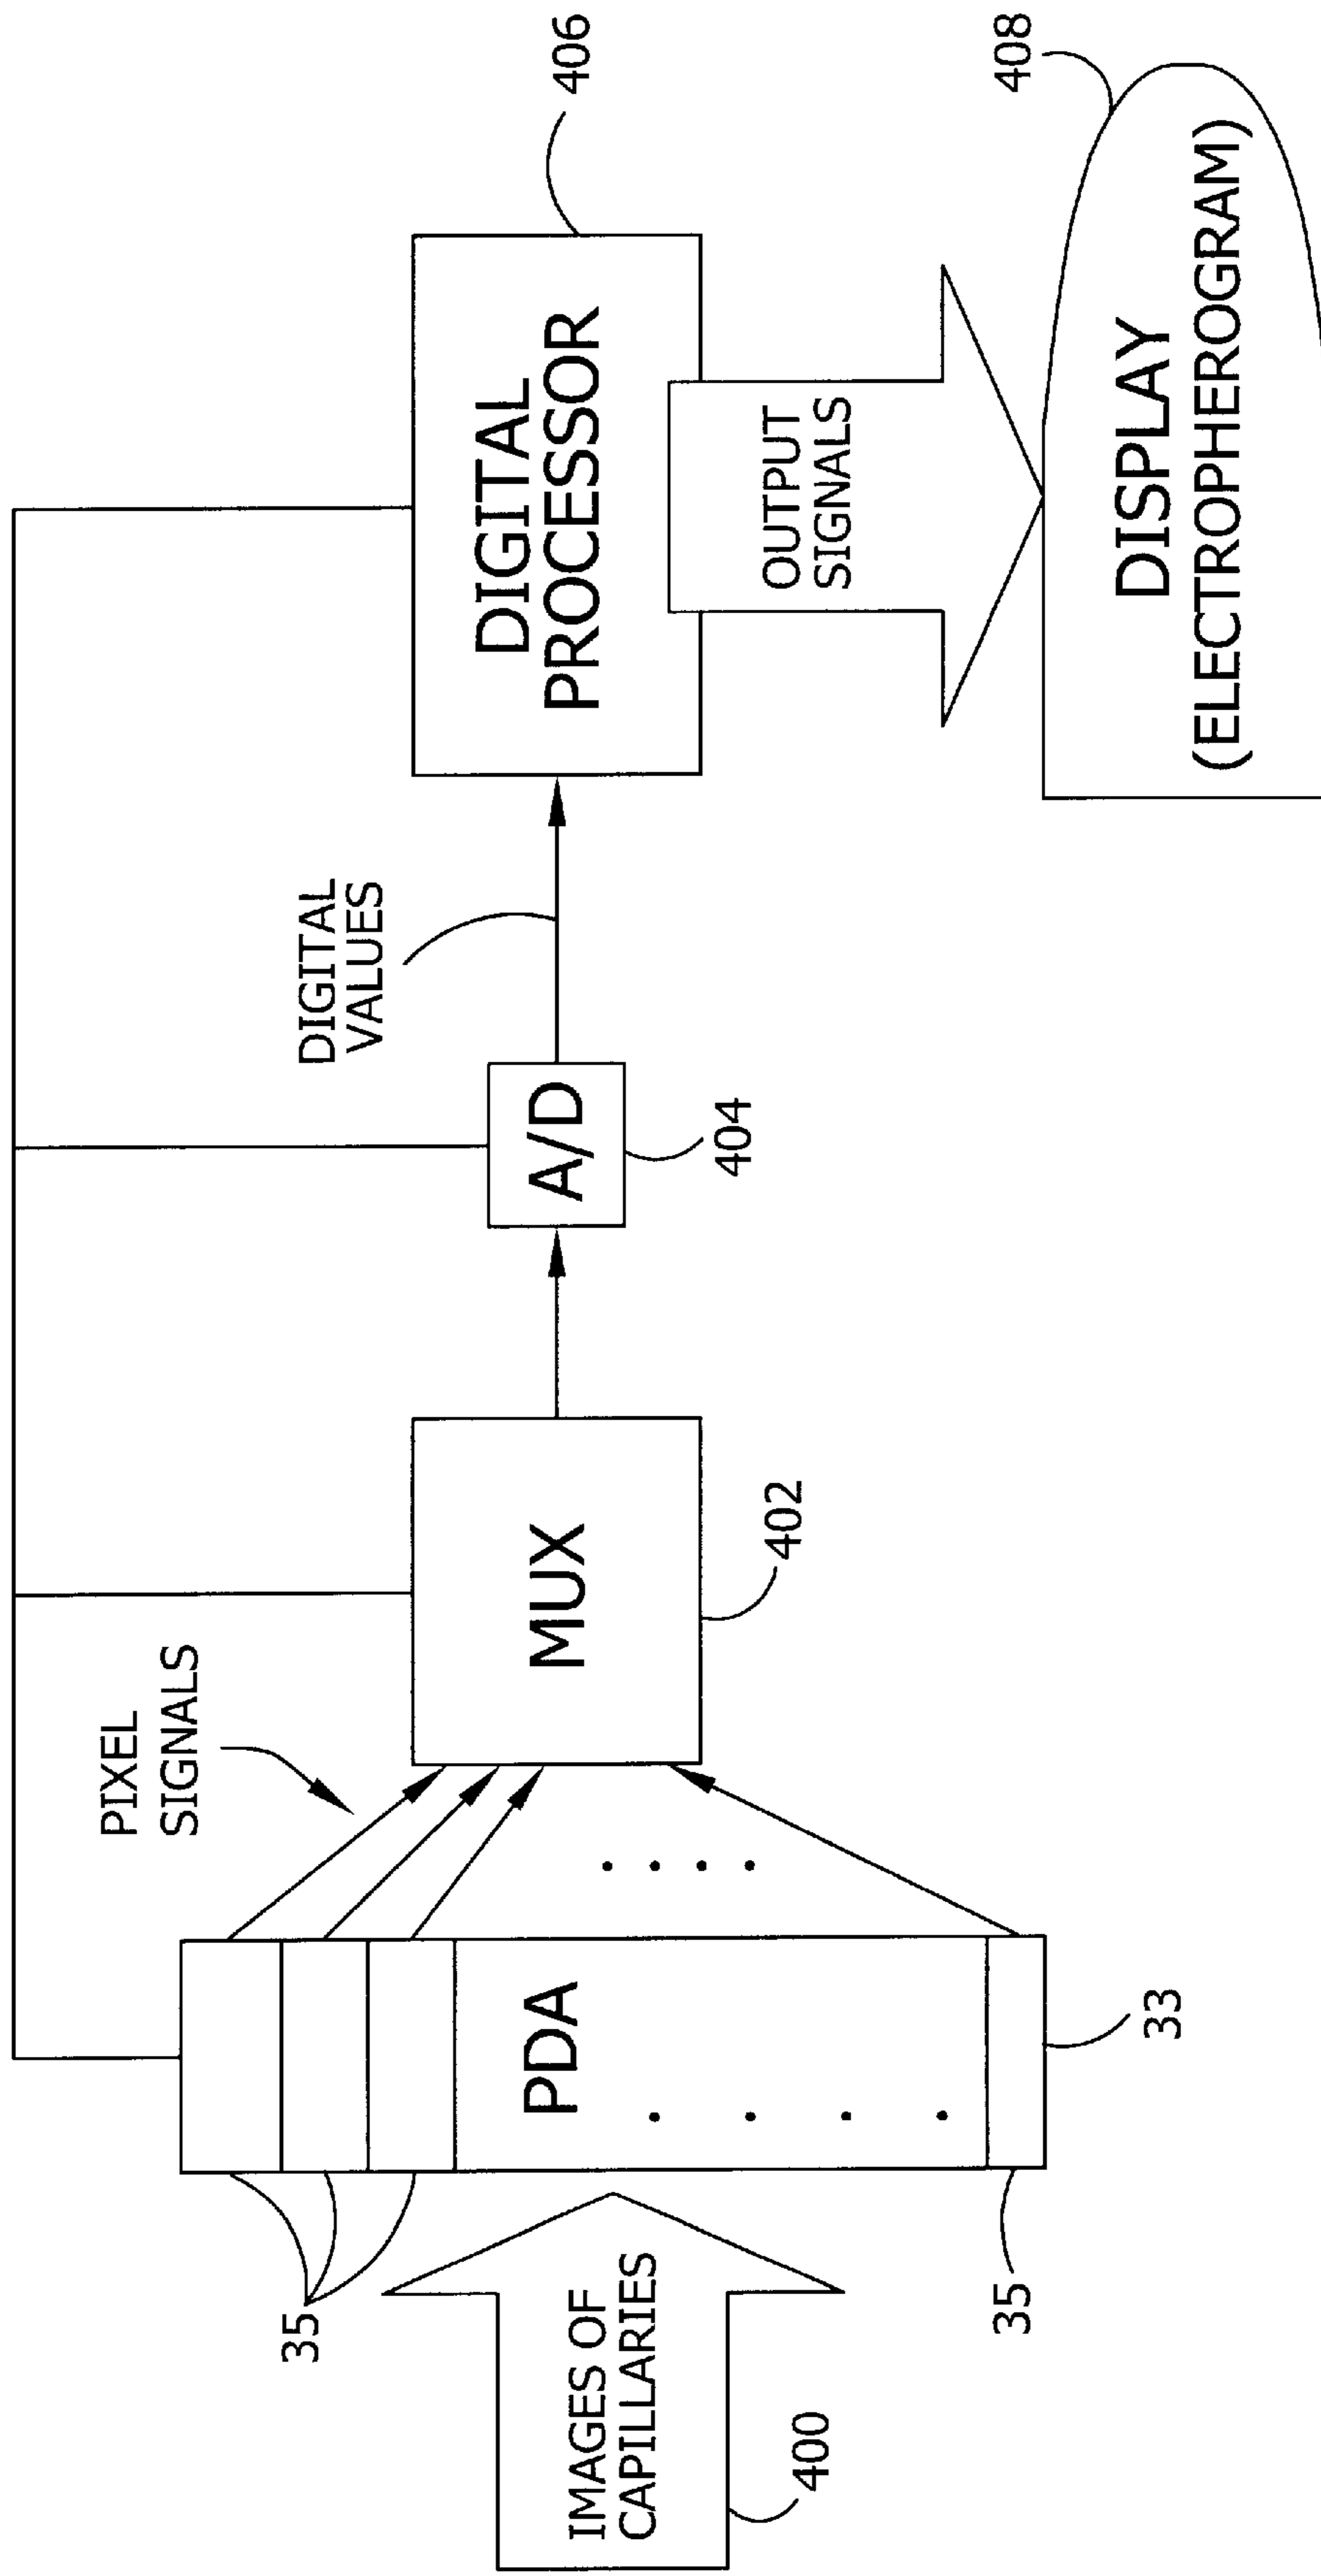 PIXEL
SIGNALS
35
IMAGES OF
CAPILLARIES
400
PDA
35
33
MUX
402
A/D
404
DIGITAL
VALUES
DIGITAL
PROCESSOR
406
OUTPUT
SIGNALS
DISPLAY
(ELECTROPHEROGRAM)
408